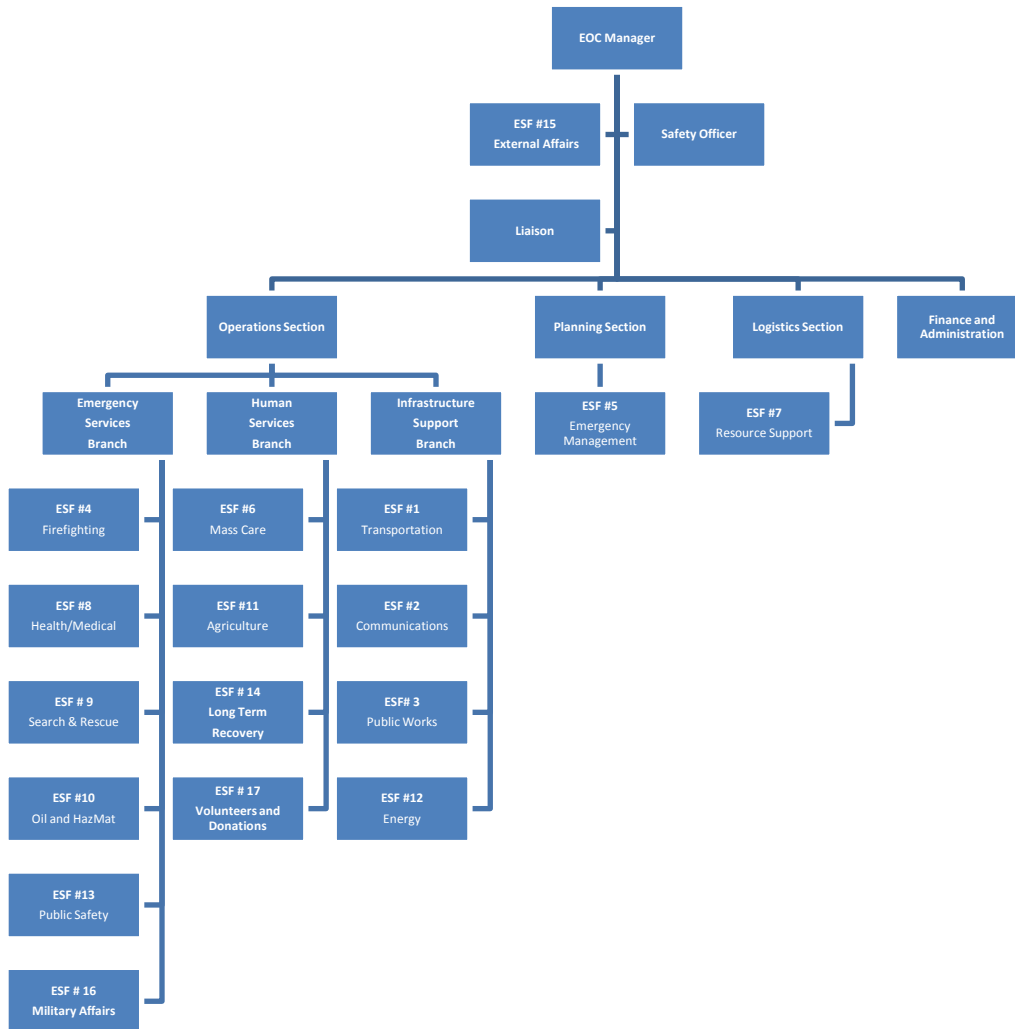 EOC Manager
ESF #15
External Affairs
Safety Officer
Liaison
Operations Section
Planning Section
Logistics Section
Finance and
Administration
Emergency
Services
Branch
Human
Services
Branch
Infrastructure
Support
Branch
ESF #5
Emergency
Management
ESF #7
Resource Support
ESF #4
Firefighting
ESF #6
Mass Care
ESF #1
Transportation
ESF #8
Health/Medical
ESF #11
Agriculture
ESF #2
Communications
ESF # 9
Search & Rescue
ESF # 14
Long Term
Recovery
ESF# 3
Public Works
ESF #10
Oil and HazMat
ESF # 17
Volunteers and
Donations
ESF #12
Energy
ESF #13
Public Safety
ESF # 16
Military Affairs